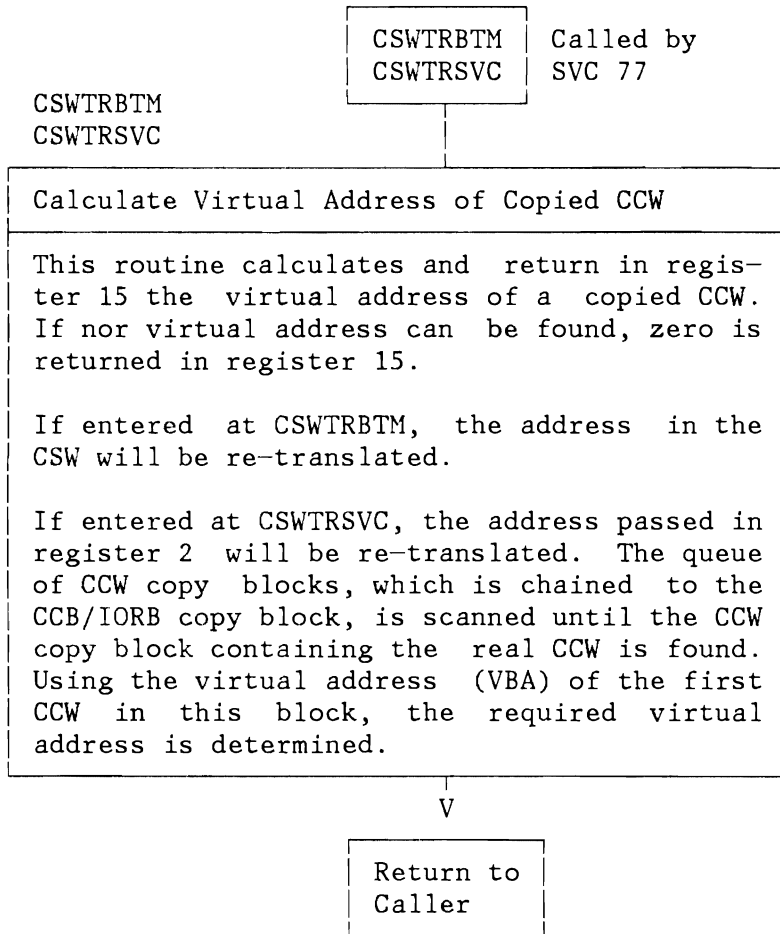 CSWTRBTM Called by
CSWTRSVC SVC 77
CSWTRBTM
CSWTRSVC
Calculate Virtual Address of Copied CCW
This routine calculates and return in regis-
ter 15 the virtual address of a copied CCW.
If nor virtual address can be found, zero is
returned in register 15.
If entered at CSWTRBTM, the address in the
CSW will be re-translated.
If entered at CSWTRSVC, the address passed in
register 2 will be re-translated. The queue
of CCW copy blocks, which is chained to the
CCB/IORB copy block, is scanned until the CCW
copy block containing the real CCW is found.
Using the virtual address (VBA) of the first
CCW in this block, the required virtual
address is determined.
V
Return to
Caller